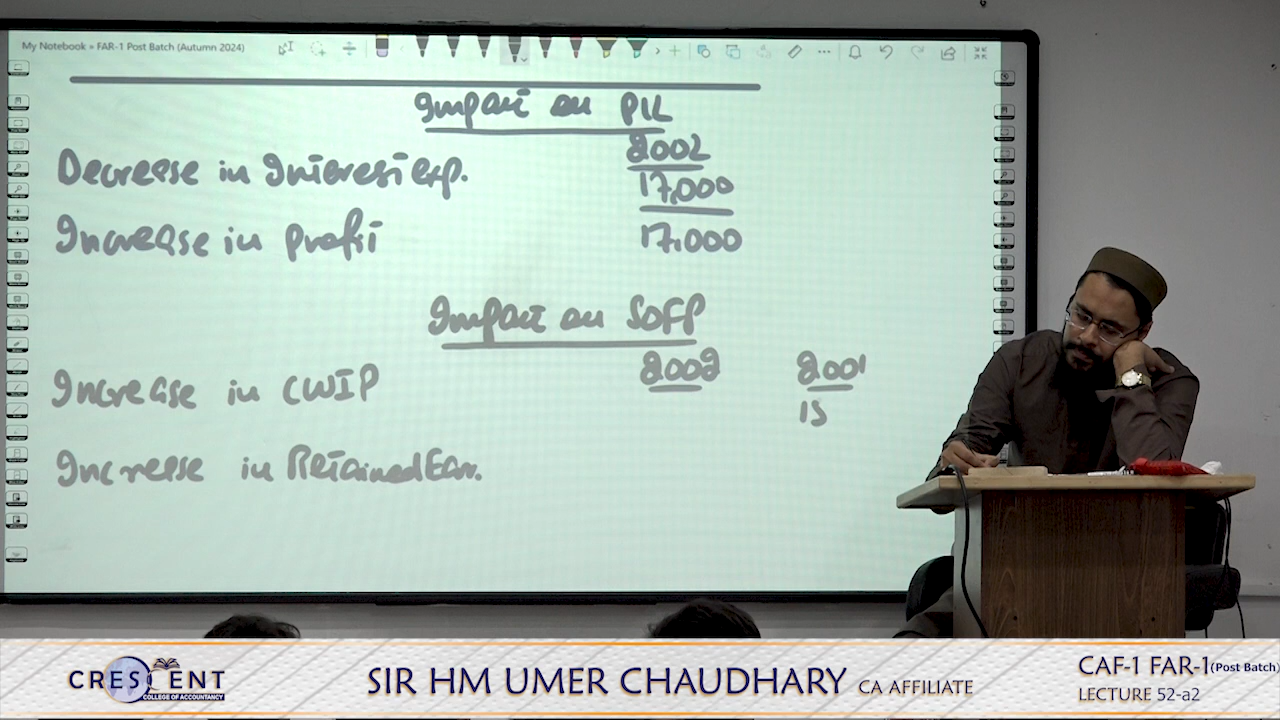 My Notebook » FAR-1 Post Batch (Autumn 2024)
Impact on P/L
2002
Decrease in Interest exp. 17,000
Increase in profit 17,000
Impact on SOFP
2002 2001
Increase in CWIP 15
Increase in Retained Earn.
CRESCENT
COLLEGE OF ACCOUNTANCY
SIR HM UMER CHAUDHARY CA AFFILIATE
CAF-1 FAR-1(Post Batch)
LECTURE 52-a2